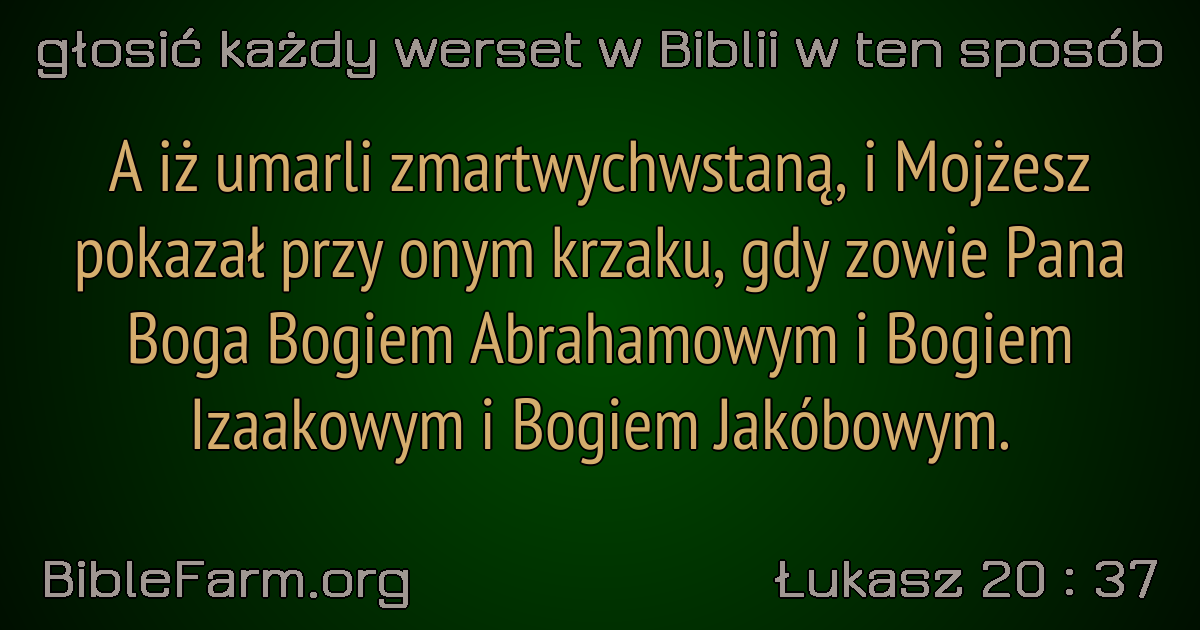 głosić każdy werset w Biblii w ten sposób
A iż umarli zmartwychwstaną, i Mojżesz
pokazał przy onym krzaku, gdy zowie Pana
Boga Bogiem Abrahamowym i Bogiem
Izaakowym i Bogiem Jakóbowym.
BibleFarm.org
Łukasz 20 : 37